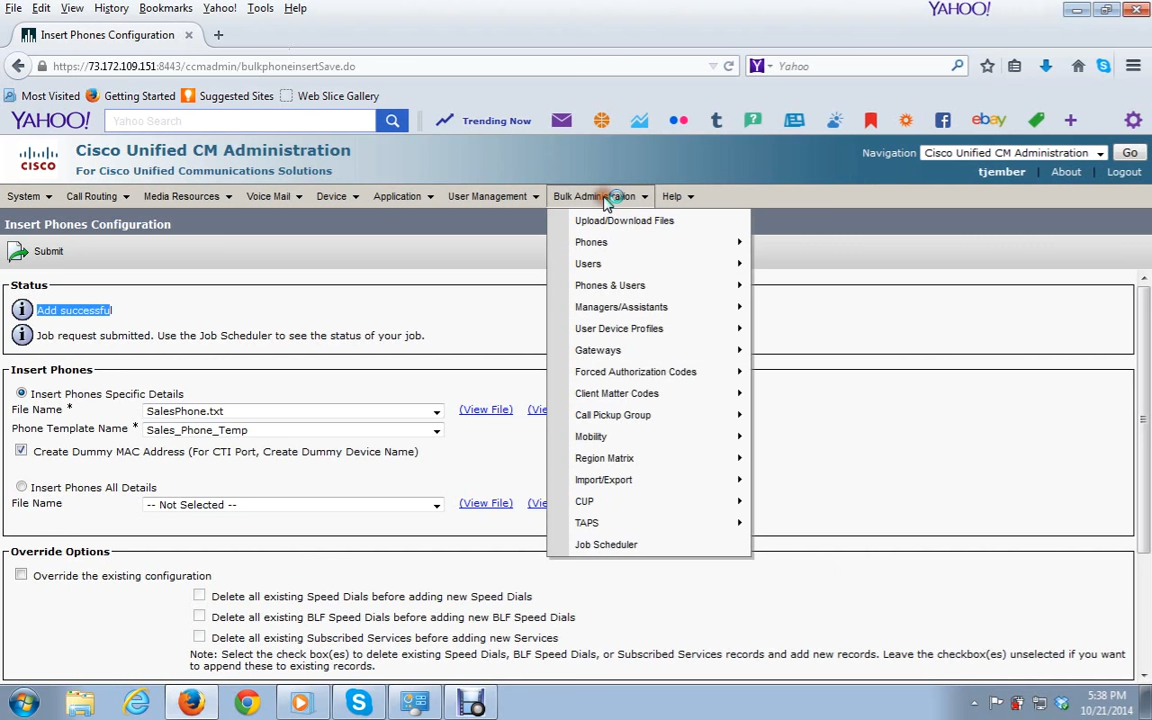 File Edit View History Bookmarks Yahoo! Tools Help YAHOO!
Insert Phones Configuration
https://73.172.109.151:8443/ccmadmin/bulkphoneinsertSave.do Yahoo
Most Visited Getting Started Suggested Sites Web Slice Gallery
YAHOO! Yahoo Search Trending Now ebay
CISCO Cisco Unified CM Administration Navigation Cisco Unified CM Administration Go
For Cisco Unified Communications Solutions tjember About Logout
System Call Routing Media Resources Voice Mail Device Application User Management Bulk Administration Help
Insert Phones Configuration
Submit
Status
Add successful
Job request submitted. Use the Job Scheduler to see the status of your job.
Insert Phones
Insert Phones Specific Details
File Name * SalesPhone.txt (View File) (Vie
Phone Template Name * Sales_Phone_Temp
Create Dummy MAC Address (For CTI Port, Create Dummy Device Name)
Insert Phones All Details
File Name -- Not Selected -- (View File) (Vie
Override Options
Override the existing configuration
Delete all existing Speed Dials before adding new Speed Dials
Delete all existing BLF Speed Dials before adding new BLF Speed Dials
Delete all existing Subscribed Services before adding new Services
Note: Select the check box(es) to delete existing Speed Dials, BLF Speed Dials, or Subscribed Services records and add new records. Leave the checkbox(es) unselected if you want
to append these to existing records.
Upload/Download Files
Phones
Users
Phones & Users
Managers/Assistants
User Device Profiles
Gateways
Forced Authorization Codes
Client Matter Codes
Call Pickup Group
Mobility
Region Matrix
Import/Export
CUP
TAPS
Job Scheduler
5:38 PM
10/21/2014